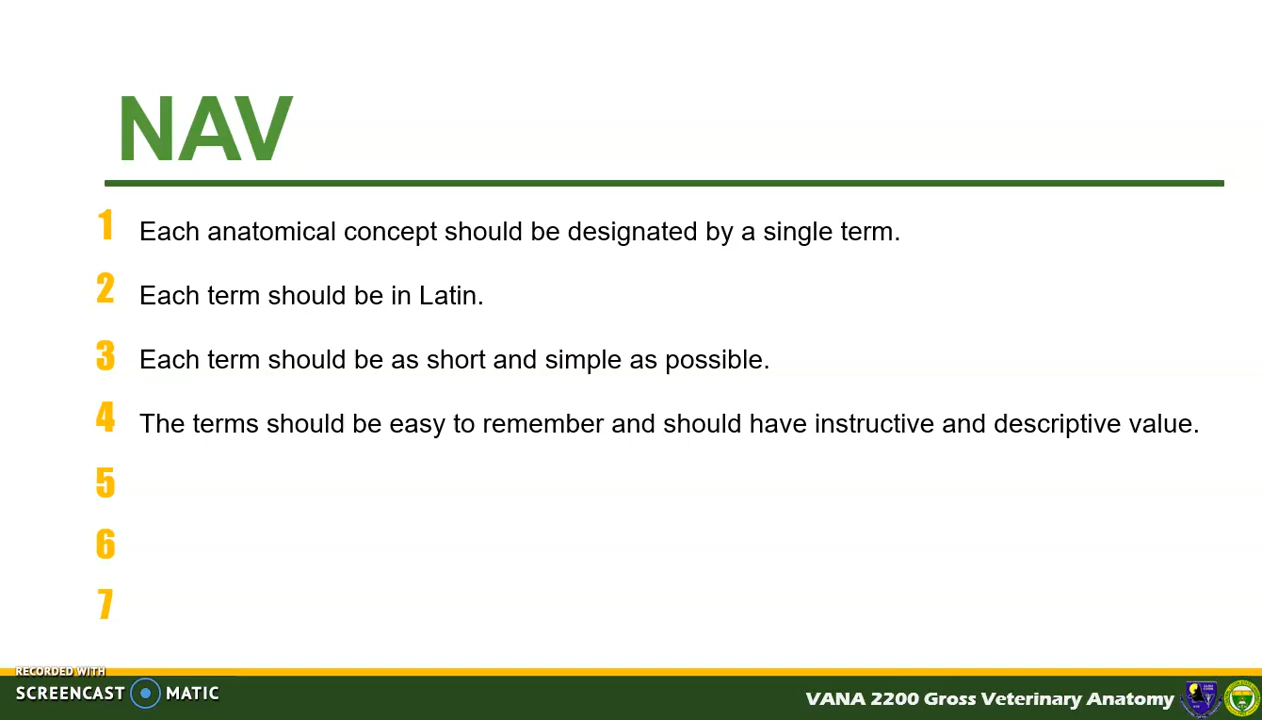 NAV
1 Each anatomical concept should be designated by a single term.
2 Each term should be in Latin.
3 Each term should be as short and simple as possible.
4 The terms should be easy to remember and should have instructive and descriptive value.
5
6
7
RECORDED WITH
SCREENCAST MATIC
VANA 2200 Gross Veterinary Anatomy